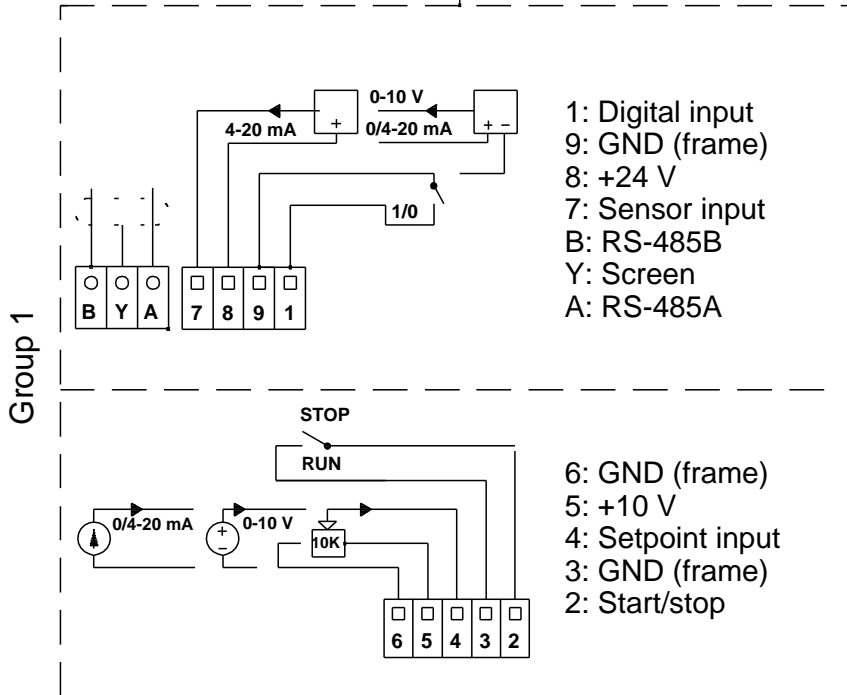 Group 1
0-10 V
4-20 mA
0/4-20 mA
+
+ −
1/0
B Y A
7 8 9 1
1: Digital input
9: GND (frame)
8: +24 V
7: Sensor input
B: RS-485B
Y: Screen
A: RS-485A
STOP
RUN
0/4-20 mA
+
−
0-10 V
10K
6 5 4 3 2
6: GND (frame)
5: +10 V
4: Setpoint input
3: GND (frame)
2: Start/stop